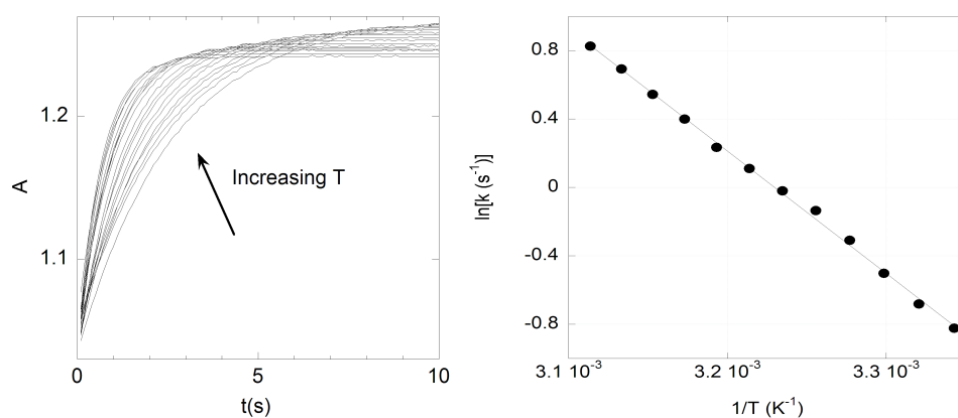 1.2
1.1
A
Increasing T
0
5
10
t(s)
0.8
0.4
0
-0.4
-0.8
ln[k (s⁻¹)]
3.1 10⁻³
3.2 10⁻³
3.3 10⁻³
1/T (K⁻¹)